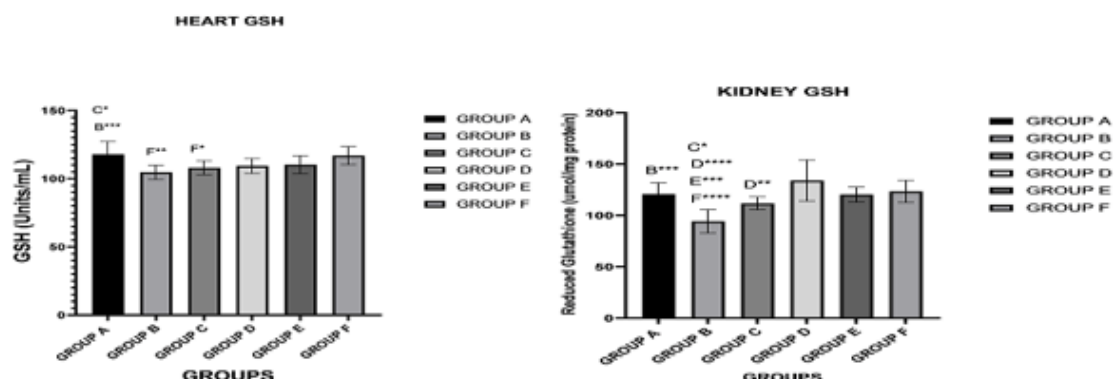 HEART GSH
GSH (Units/mL)
150
100
50
0
C*
B***
F**
F*
GROUP A
GROUP B
GROUP C
GROUP D
GROUP E
GROUP F
GROUPS
GROUP A
GROUP B
GROUP C
GROUP D
GROUP E
GROUP F
KIDNEY GSH
Reduced Glutathione (umol/mg protein)
200
150
100
50
0
B***
C*
D****
E***
F****
D**
GROUP A
GROUP B
GROUP C
GROUP D
GROUP E
GROUP F
GROUPS
GROUP A
GROUP B
GROUP C
GROUP D
GROUP E
GROUP F